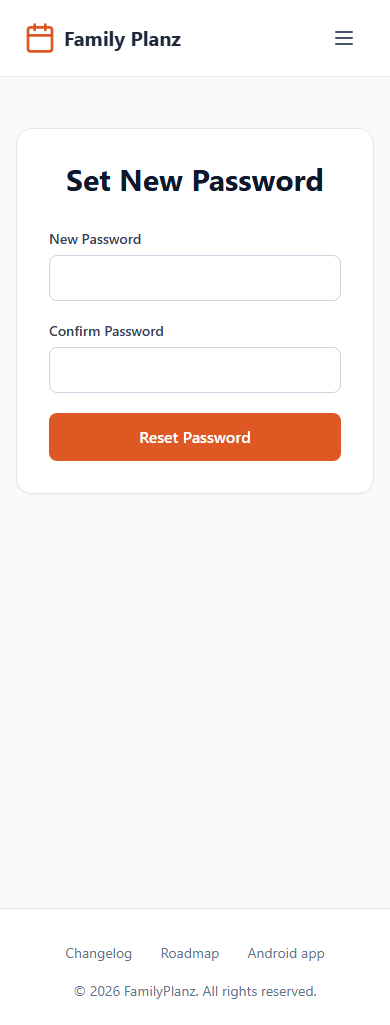 Family Planz
Set New Password
New Password
Confirm Password
Reset Password
Changelog Roadmap Android app
© 2026 FamilyPlanz. All rights reserved.